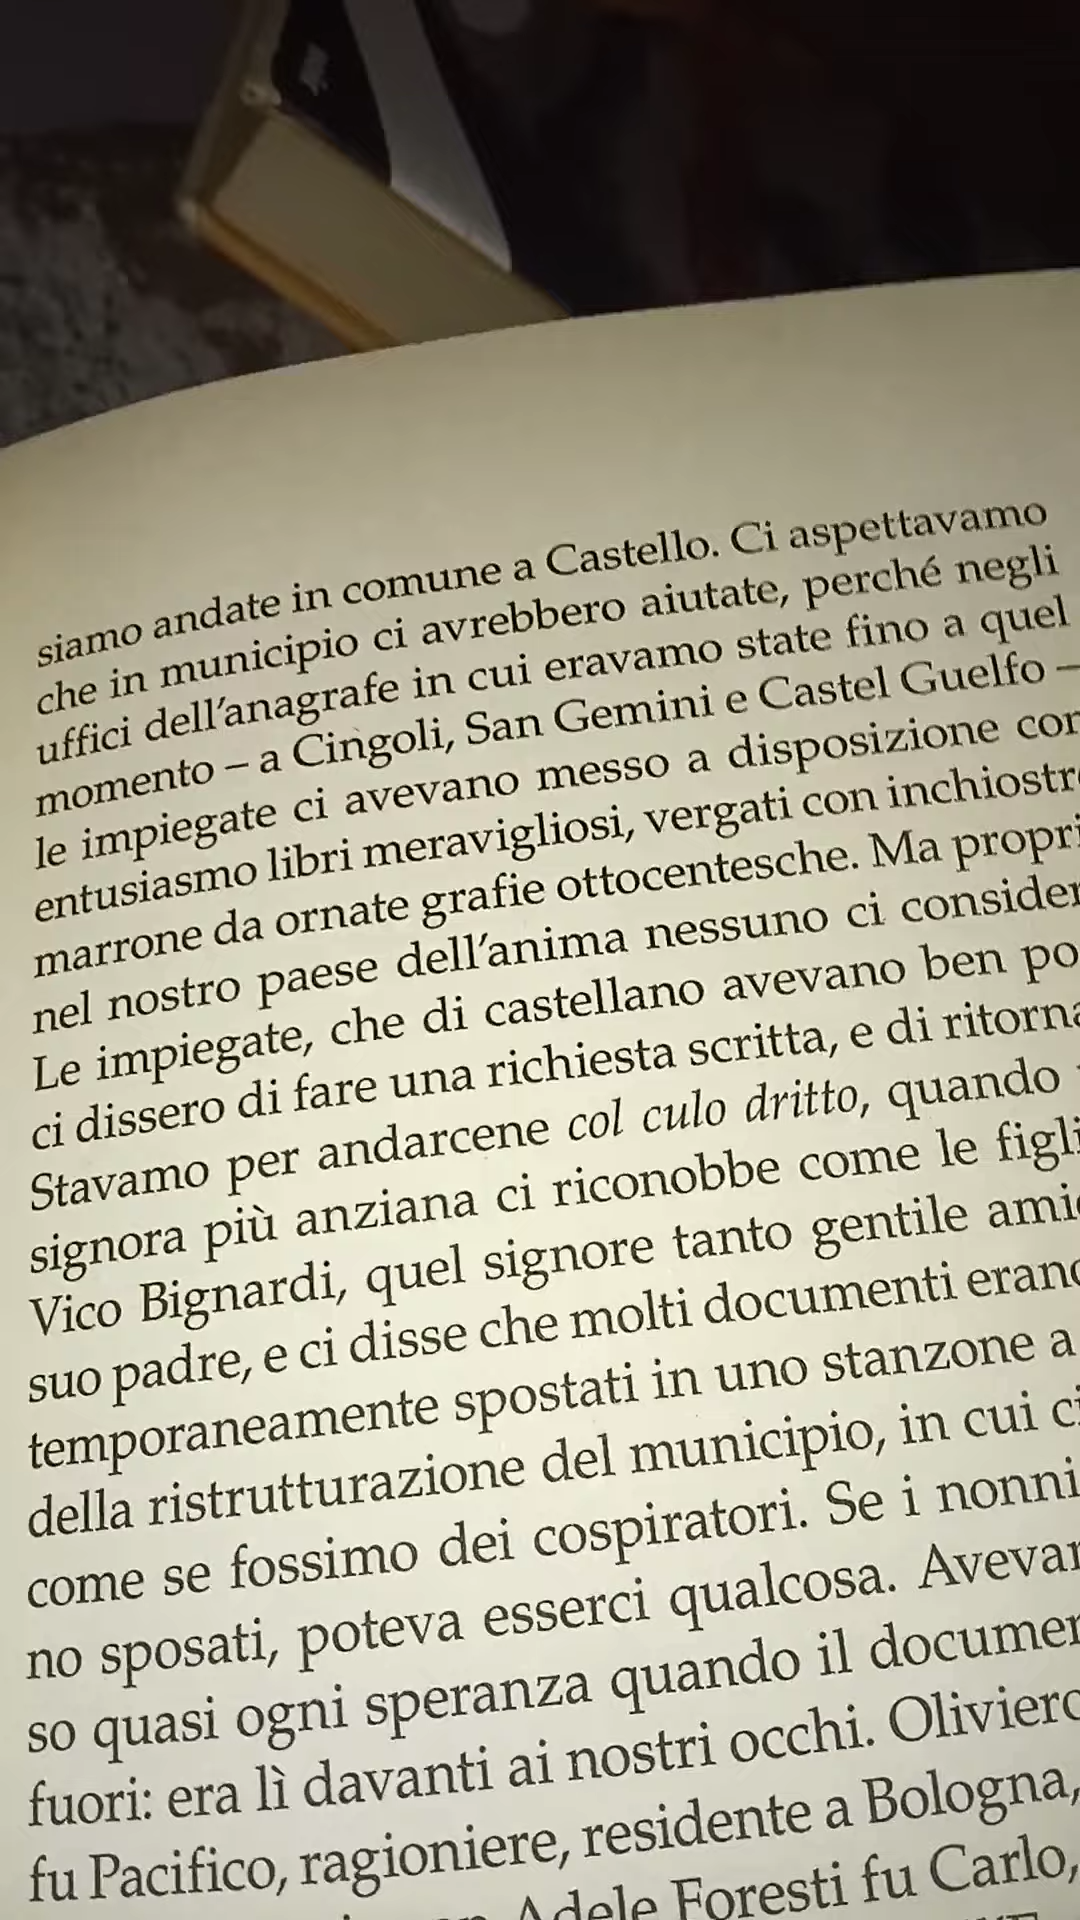 siamo andate in comune a Castello. Ci aspettavamo
che in municipio ci avrebbero aiutate, perché negli
uffici dell'anagrafe in cui eravamo state fino a quel
momento – a Cingoli, San Gemini e Castel Guelfo –
le impiegate ci avevano messo a disposizione con
entusiasmo libri meravigliosi, vergati con inchiostro
marrone da ornate grafie ottocentesche. Ma propri
nel nostro paese dell'anima nessuno ci consider
Le impiegate, che di castellano avevano ben po
ci dissero di fare una richiesta scritta, e di ritorna
Stavamo per andarcene col culo dritto, quando
signora più anziana ci riconobbe come le figli
Vico Bignardi, quel signore tanto gentile amic
suo padre, e ci disse che molti documenti erano
temporaneamente spostati in uno stanzone a
della ristrutturazione del municipio, in cui ci
come se fossimo dei cospiratori. Se i nonni
no sposati, poteva esserci qualcosa. Avevan
so quasi ogni speranza quando il documen
fuori: era lì davanti ai nostri occhi. Oliviero
fu Pacifico, ragioniere, residente a Bologna,
Adele Foresti fu Carlo,